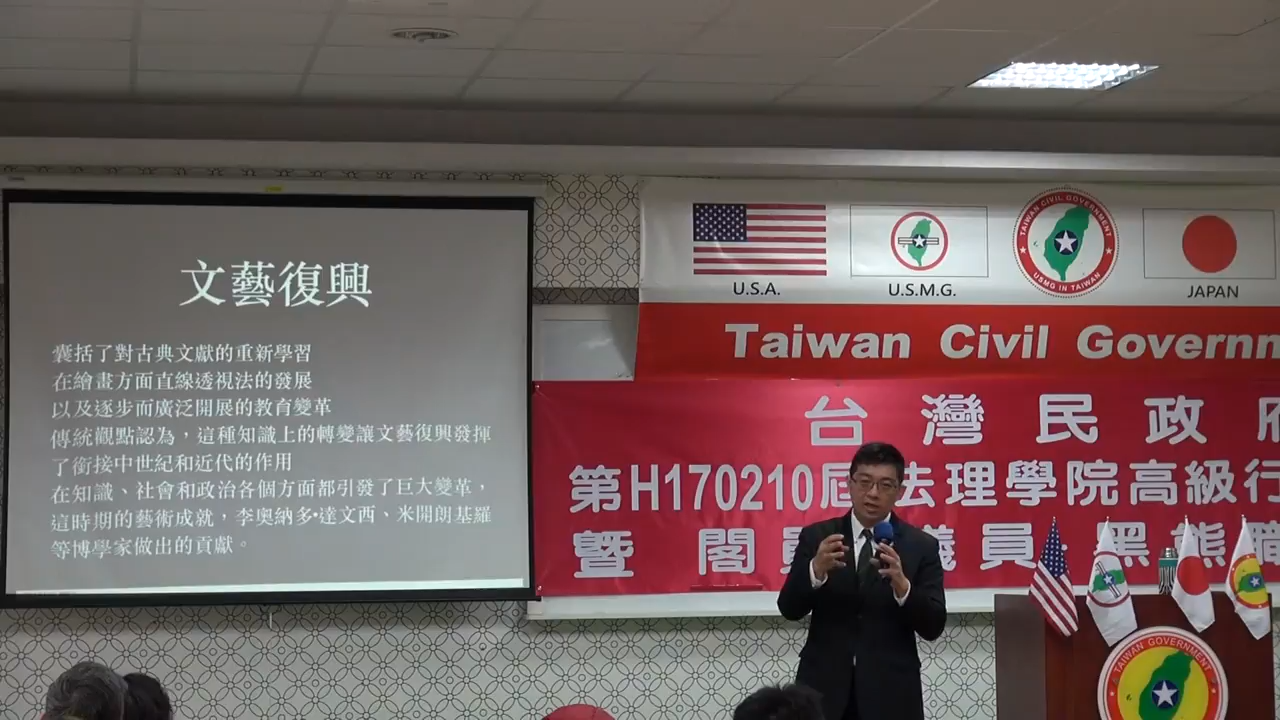 文藝復興
囊括了對古典文獻的重新學習
在繪畫方面直線透視法的發展
以及逐步而廣泛開展的教育變革
傳統觀點認為，這種知識上的轉變讓文藝復興發揮
了銜接中世紀和近代的作用
在知識、社會和政治各個方面都引發了巨大變革，
這時期的藝術成就，李奧納多•達文西、米開朗基羅
等博學家做出的貢獻。
U.S.A.
U.S.M.G.
TAIWAN CIVIL GOVERNMENT
USMG IN TAIWAN
JAPAN
Taiwan Civil Governm
台灣民政府
第H170210屆 法理學院高級行
暨 閣員 議員 黑熊職
TAIWAN GOVERNMENT